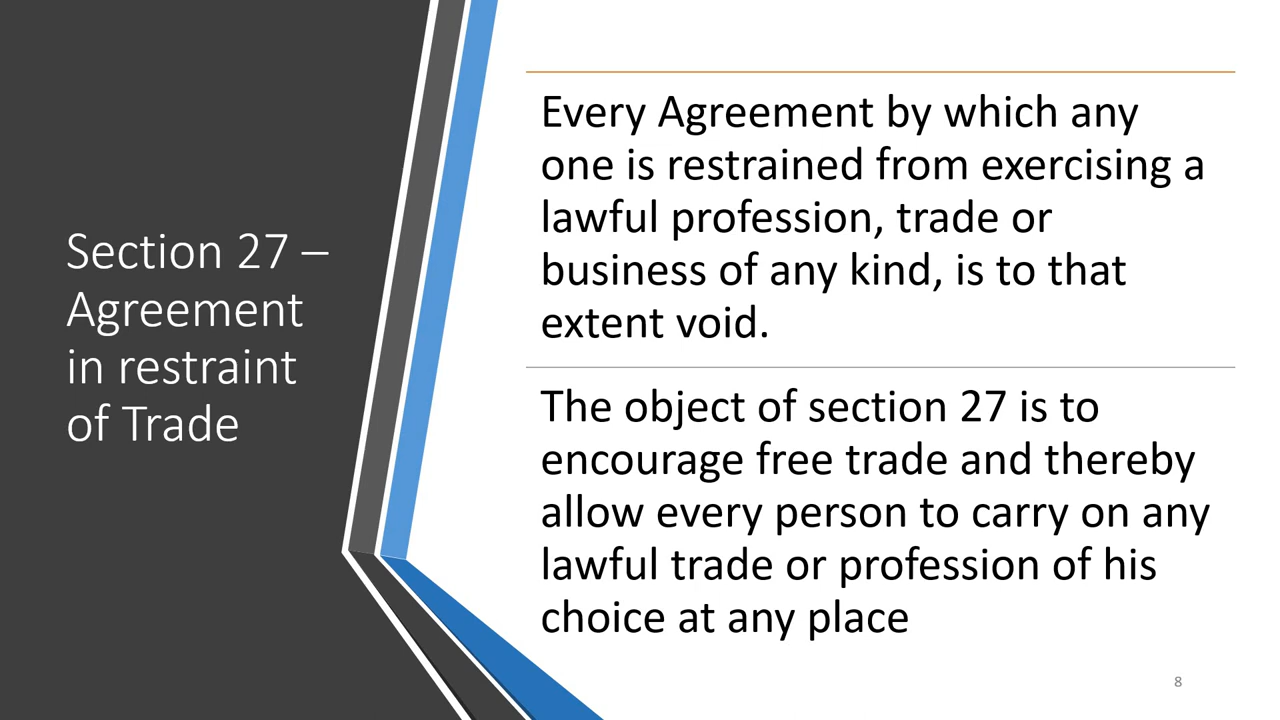 Section 27 –
Agreement
in restraint
of Trade
Every Agreement by which any
one is restrained from exercising a
lawful profession, trade or
business of any kind, is to that
extent void.
The object of section 27 is to
encourage free trade and thereby
allow every person to carry on any
lawful trade or profession of his
choice at any place
8